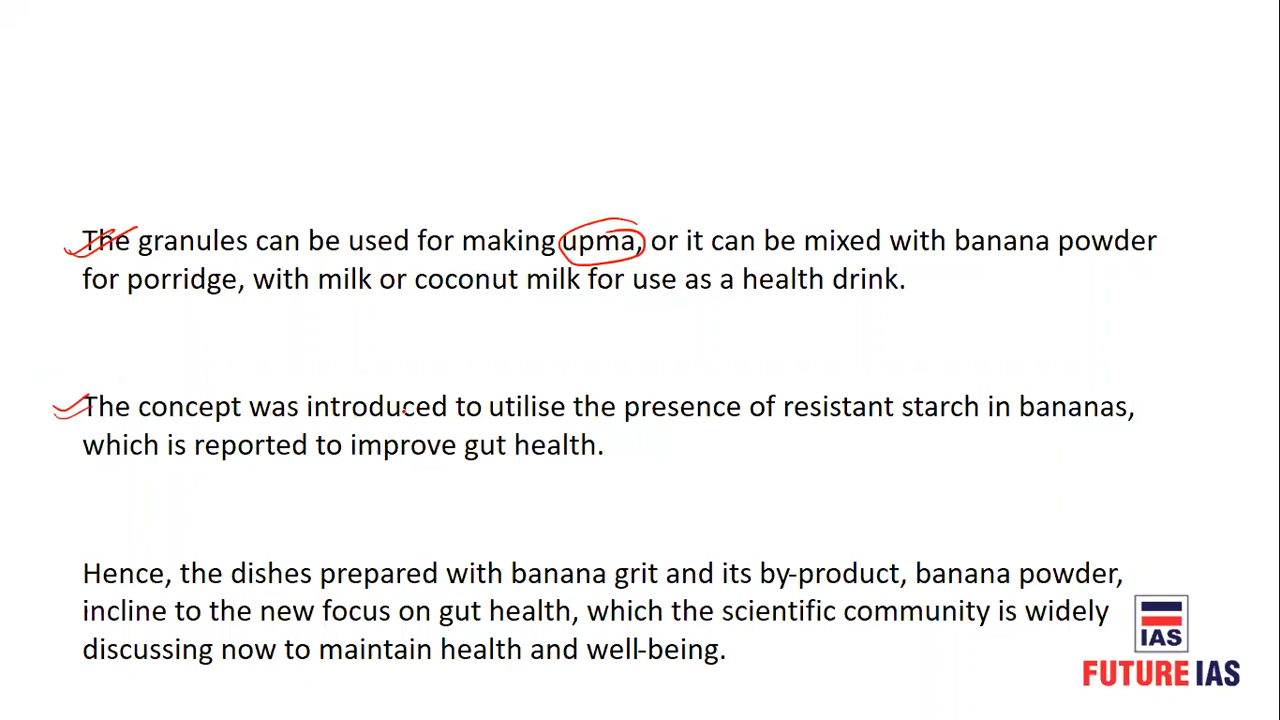 The granules can be used for making upma, or it can be mixed with banana powder
for porridge, with milk or coconut milk for use as a health drink.
The concept was introduced to utilise the presence of resistant starch in bananas,
which is reported to improve gut health.
Hence, the dishes prepared with banana grit and its by-product, banana powder,
incline to the new focus on gut health, which the scientific community is widely
discussing now to maintain health and well-being.
IAS
FUTURE IAS